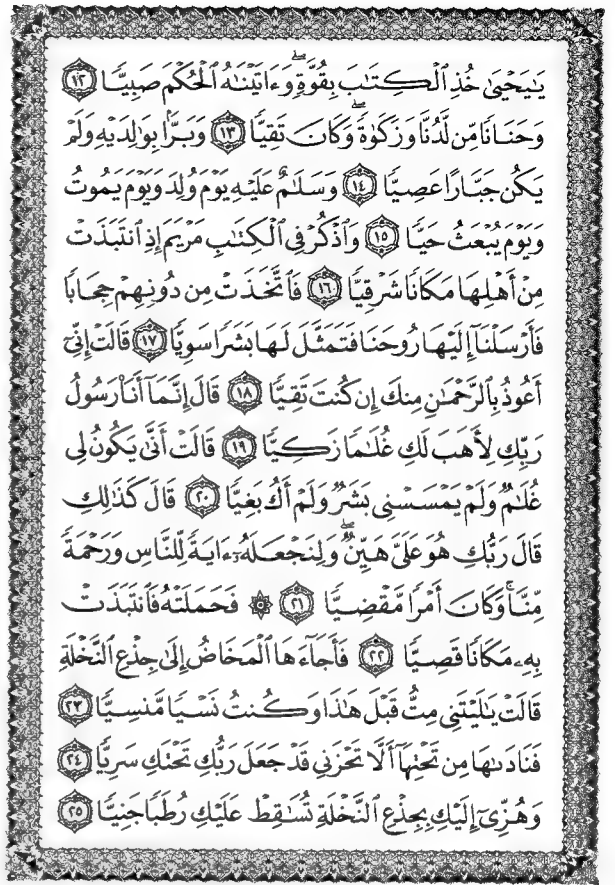 يَٰيَحْيَىٰ خُذِ ٱلْكِتَٰبَ بِقُوَّةٍۖ وَءَاتَيْنَٰهُ ٱلْحُكْمَ صَبِيًّا ١٢
وَحَنَانًا مِّن لَّدُنَّا وَزَكَوٰةًۖ وَكَانَ تَقِيًّا ١٣ وَبَرًّۢا بِوَٰلِدَيْهِ وَلَمْ
يَكُن جَبَّارًا عَصِيًّا ١٤ وَسَلَٰمٌ عَلَيْهِ يَوْمَ وُلِدَ وَيَوْمَ يَمُوتُ
وَيَوْمَ يُبْعَثُ حَيًّا ١٥ وَٱذْكُرْ فِى ٱلْكِتَٰبِ مَرْيَمَ إِذِ ٱنتَبَذَتْ
مِنْ أَهْلِهَا مَكَانًا شَرْقِيًّا ١٦ فَٱتَّخَذَتْ مِن دُونِهِمْ حِجَابًا
فَأَرْسَلْنَآ إِلَيْهَا رُوحَنَا فَتَمَثَّلَ لَهَا بَشَرًا سَوِيًّا ١٧ قَالَتْ إِنِّىٓ
أَعُوذُ بِٱلرَّحْمَٰنِ مِنكَ إِن كُنتَ تَقِيًّا ١٨ قَالَ إِنَّمَآ أَنَا۠ رَسُولُ
رَبِّكِ لِأَهَبَ لَكِ غُلَٰمًا زَكِيًّا ١٩ قَالَتْ أَنَّىٰ يَكُونُ لِى
غُلَٰمٌ وَلَمْ يَمْسَسْنِى بَشَرٌ وَلَمْ أَكُ بَغِيًّا ٢٠ قَالَ كَذَٰلِكِ
قَالَ رَبُّكِ هُوَ عَلَىَّ هَيِّنٌۖ وَلِنَجْعَلَهُۥٓ ءَايَةً لِّلنَّاسِ وَرَحْمَةً
مِّنَّاۚ وَكَانَ أَمْرًا مَّقْضِيًّا ٢١ ۞ فَحَمَلَتْهُ فَٱنتَبَذَتْ
بِهِۦ مَكَانًا قَصِيًّا ٢٢ فَأَجَآءَهَا ٱلْمَخَاضُ إِلَىٰ جِذْعِ ٱلنَّخْلَةِ
قَالَتْ يَٰلَيْتَنِى مِتُّ قَبْلَ هَٰذَا وَكُنتُ نَسْيًا مَّنسِيًّا ٢٣
فَنَادَىٰهَا مِن تَحْتِهَآ أَلَّا تَحْزَنِى قَدْ جَعَلَ رَبُّكِ تَحْتَكِ سَرِيًّا ٢٤
وَهُزِّىٓ إِلَيْكِ بِجِذْعِ ٱلنَّخْلَةِ تُسَٰقِطْ عَلَيْكِ رُطَبًا جَنِيًّا ٢٥